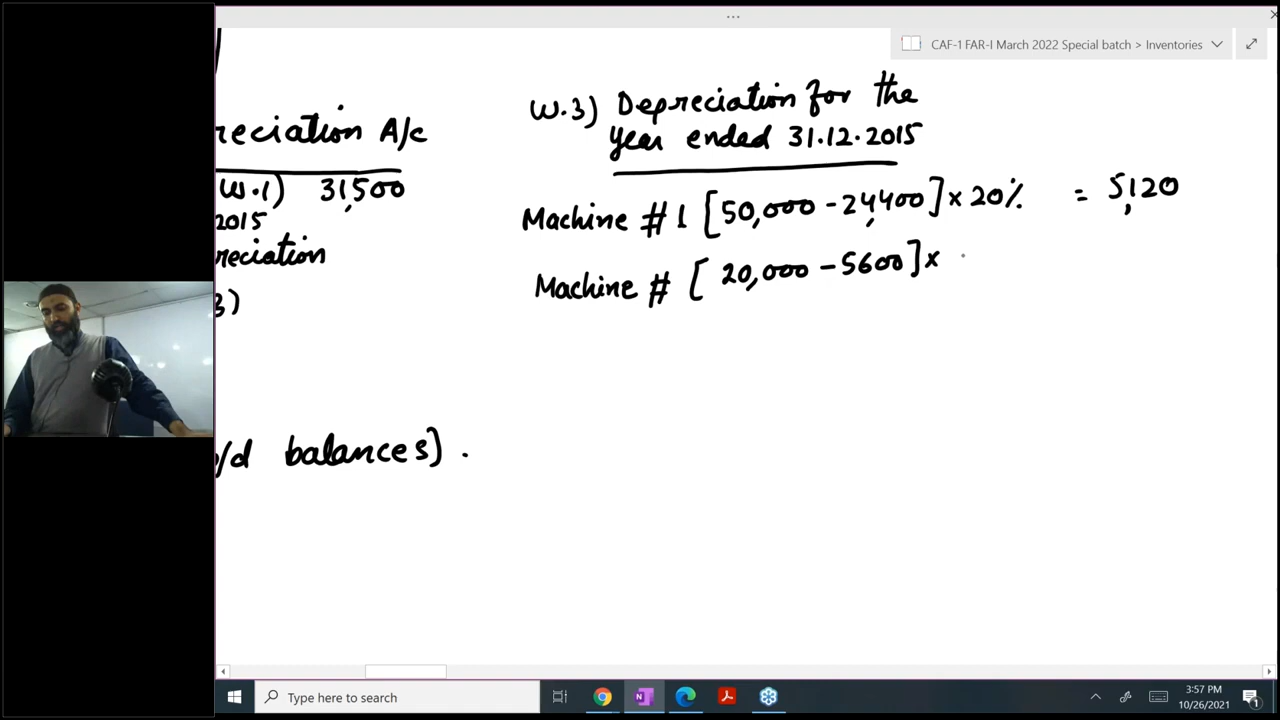 CAF-1 FAR-I March 2022 Special batch > Inventories
reciation A/c
W.1) 31,500
2015
reciation
3)
/d balances).
W.3) Depreciation for the
year ended 31.12.2015
Machine # 1 [50,000 - 24,400] x 20% = 5,120
Machine # [ 20,000 - 5600] x
Type here to search
3:57 PM
10/26/2021